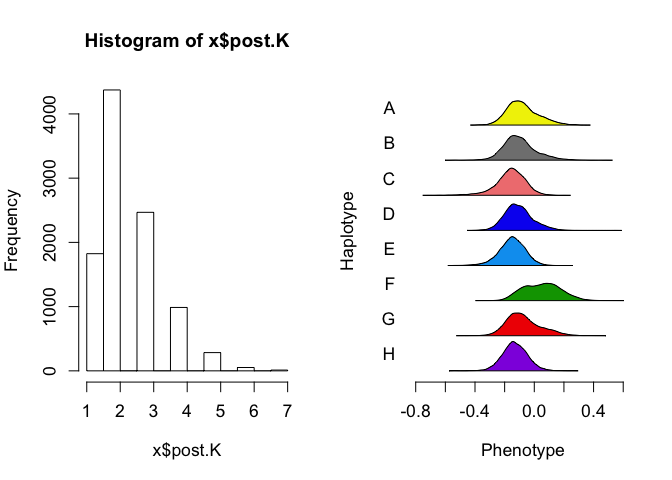 Histogram of x$post.K
Frequency
0
1000
2000
3000
4000
1 2 3 4 5 6 7
x$post.K
Haplotype
A
B
C
D
E
F
G
H
-0.8 -0.4 0.0 0.4
Phenotype